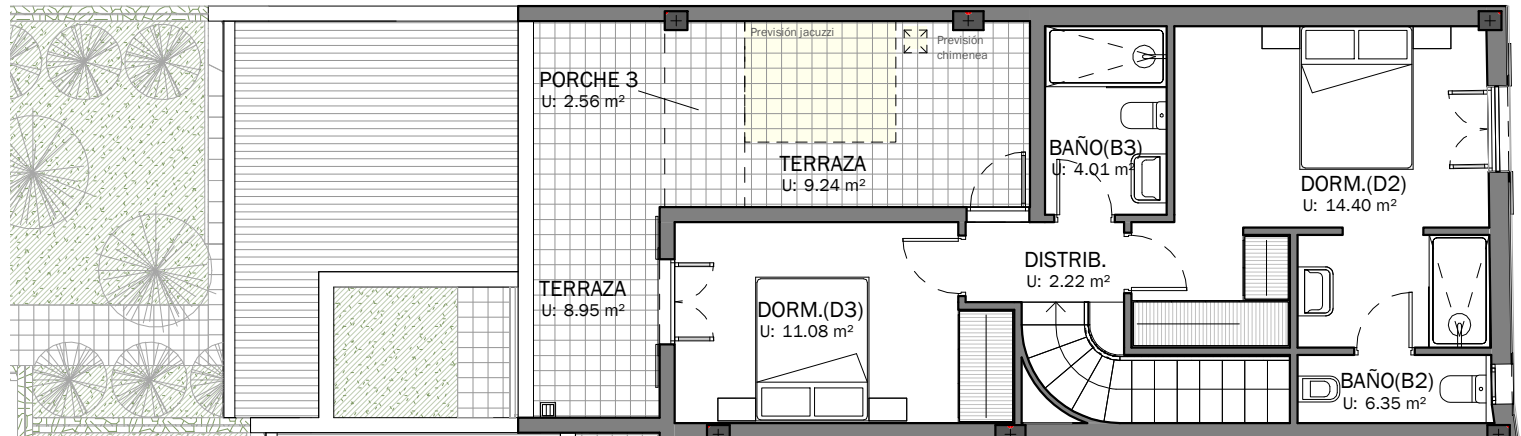 Previsión jacuzzi
Previsión
chimenea
PORCHE 3
U: 2.56 m²
TERRAZA
U: 9.24 m²
BAÑO(B3)
U: 4.01 m²
DORM.(D2)
U: 14.40 m²
DISTRIB.
U: 2.22 m²
TERRAZA
U: 8.95 m²
DORM.(D3)
U: 11.08 m²
BAÑO(B2)
U: 6.35 m²